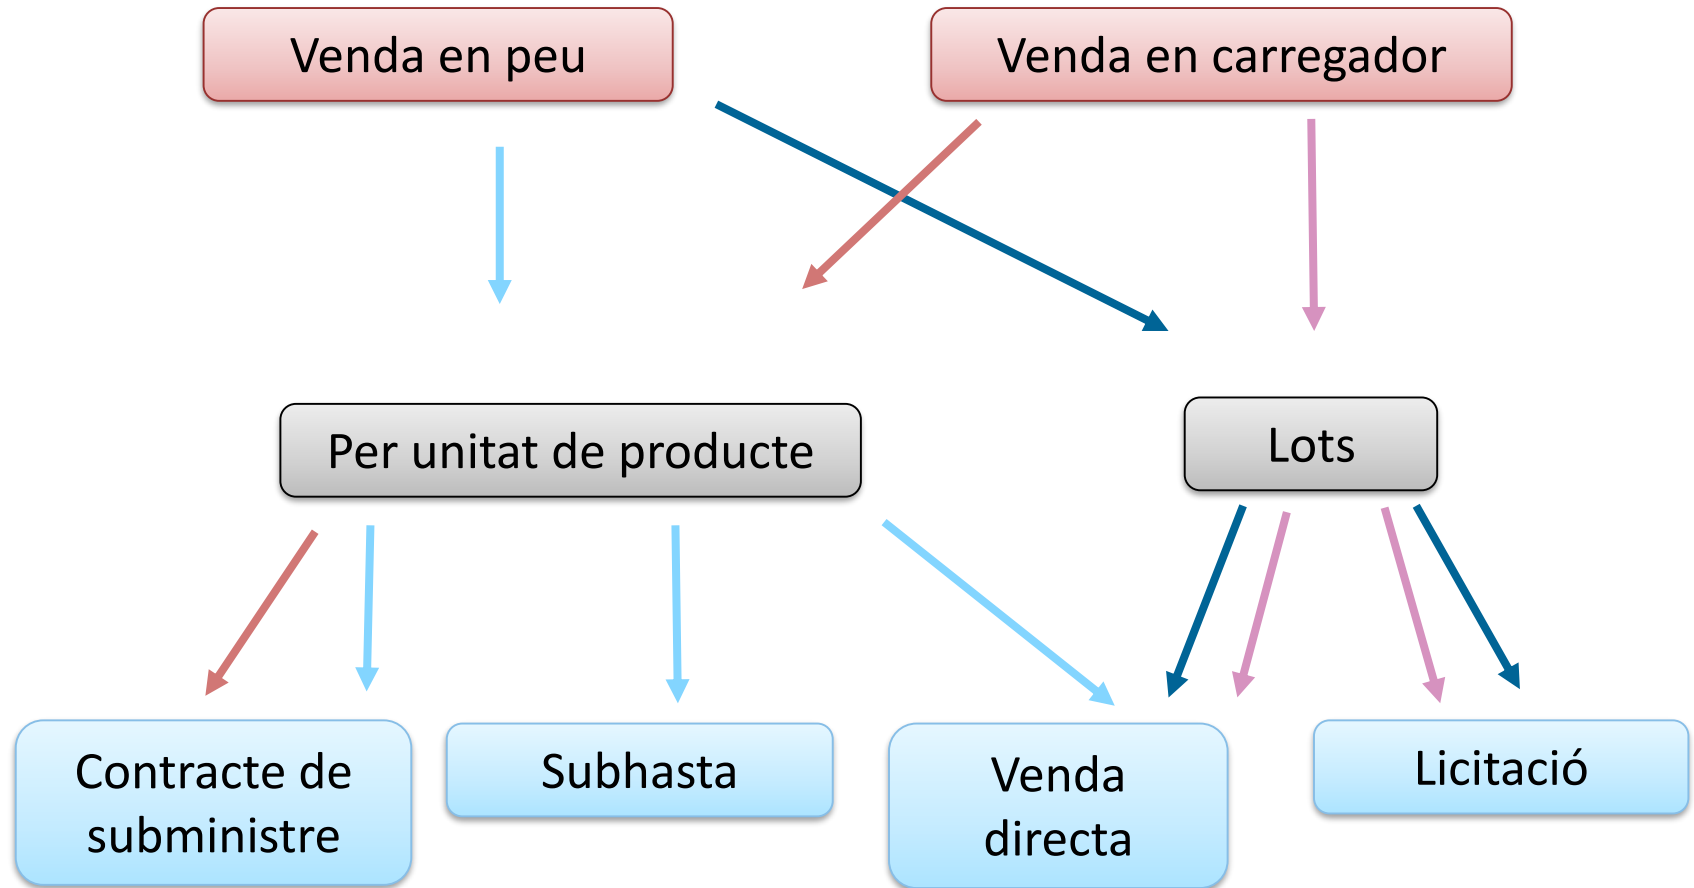 Venda en peu
Venda en carregador
Per unitat de producte
Lots
Contracte de
subministre
Subhasta
Venda
directa
Licitació